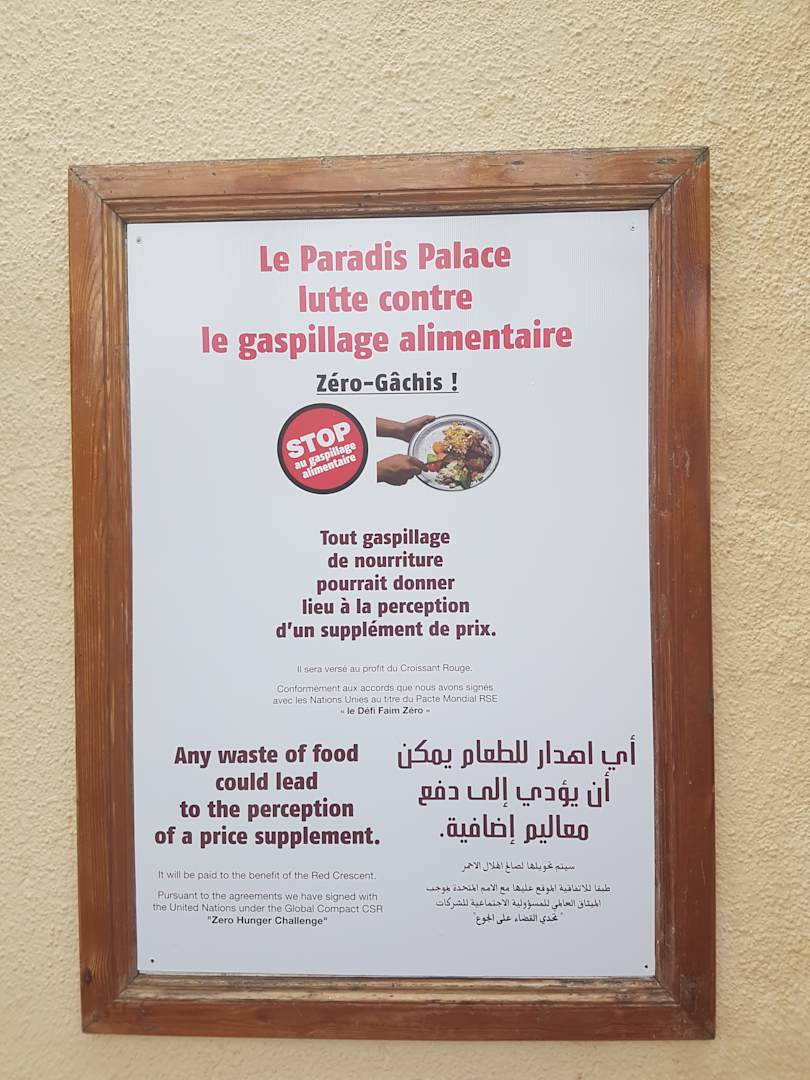 Le Paradis Palace
lutte contre
le gaspillage alimentaire
Zéro-Gâchis !
STOP
au gaspillage
alimentaire
Tout gaspillage
de nourriture
pourrait donner
lieu à la perception
d'un supplément de prix.
Il sera versé au profit du Croissant Rouge.
Conformément aux accords que nous avons signés
avec les Nations Unies au titre du Pacte Mondial RSE
« le Défi Faim Zéro »
Any waste of food
could lead
to the perception
of a price supplement.
It will be paid to the benefit of the Red Crescent.
Pursuant to the agreements we have signed with
the United Nations under the Global Compact CSR
"Zero Hunger Challenge"
أي اهدار للطعام يمكن
أن يؤدي إلى دفع
معاليم إضافية.
سيتم تحويلها لصالح الهلال الاحمر
طبقا للاتفاقية الموقع عليها مع الامم المتحدة بموجب
الميثاق العالمي للمسؤولية الاجتماعية للشركات
"تحدي القضاء على الجوع"